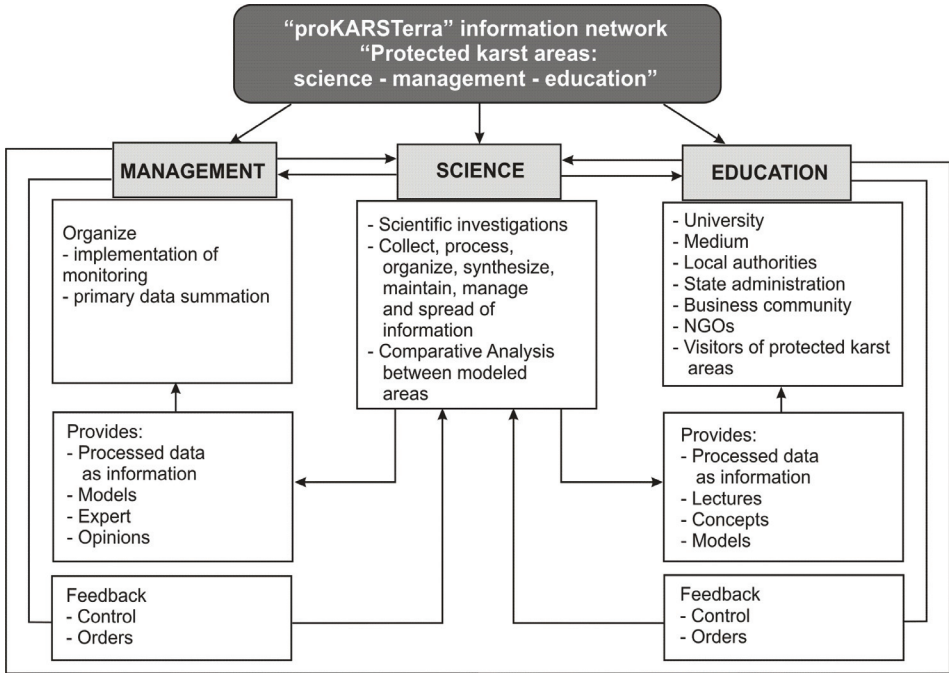 “proKARSTerra” information network
“Protected karst areas:
science - management - education”
MANAGEMENT
SCIENCE
EDUCATION
Organize
- implementation of
monitoring
- primary data summation
- Scientific investigations
- Collect, process,
organize, synthesize,
maintain, manage
and spread of
information
- Comparative Analysis
between modeled
areas
- University
- Medium
- Local authorities
- State administration
- Business community
- NGOs
- Visitors of protected karst
areas
Provides:
- Processed data
as information
- Models
- Expert
- Opinions
Provides:
- Processed data
as information
- Lectures
- Concepts
- Models
Feedback
- Control
- Orders
Feedback
- Control
- Orders